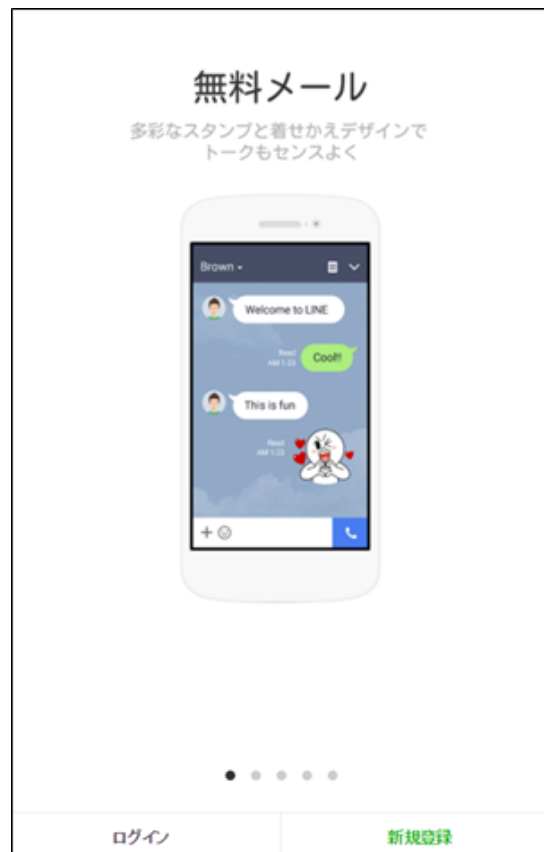 無料メール
多彩なスタンプと着せかえデザインで
トークもセンスよく
Brown
Welcome to LINE
Read
AM 1:23
Cool!!
This is fun
Read
AM 1:23
ログイン
新規登録